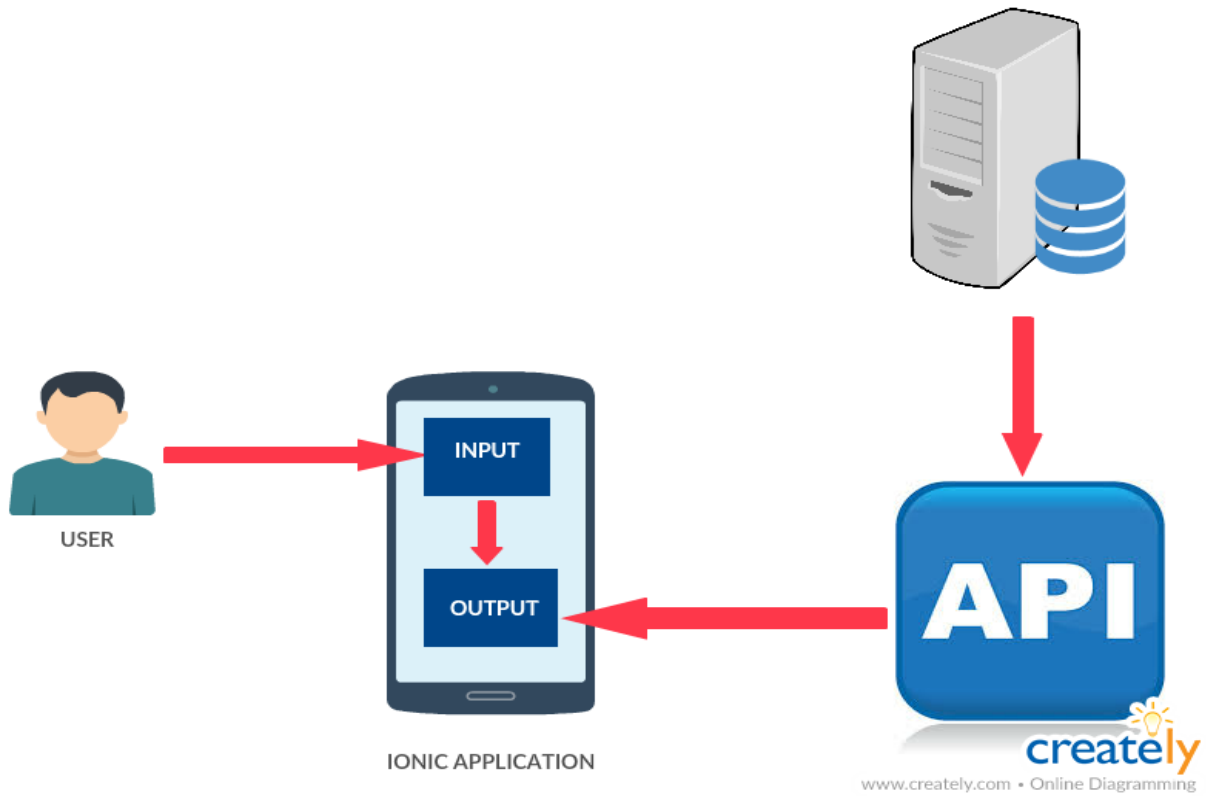 INPUT
USER
OUTPUT
API
IONIC APPLICATION
creately
www.creately.com • Online Diagramming